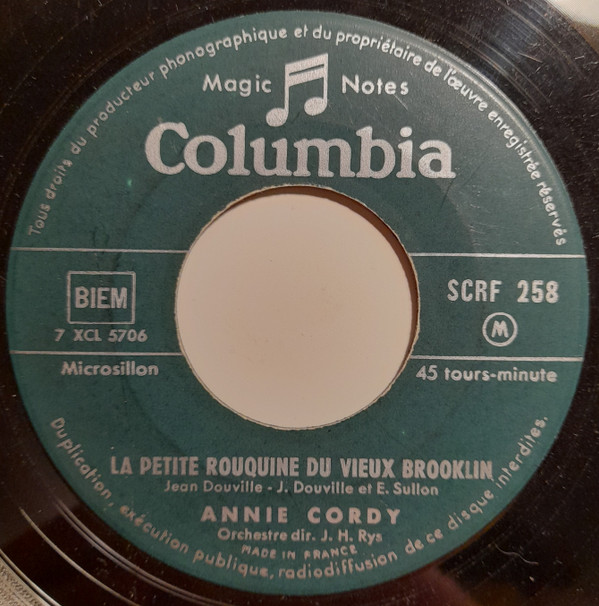 Tous droits du producteur phonographique et du propriétaire de l'œuvre enregistrée réservés
Magic Notes
Columbia
BIEM
SCRF 258
7 XCL 5706
M
Microsillon
45 tours-minute
LA PETITE ROUQUINE DU VIEUX BROOKLIN
Jean Douville - J. Douville et E. Sullon
ANNIE CORDY
Orchestre dir. J. H. Rys
MADE IN FRANCE
Duplication, exécution publique, radiodiffusion de ce disque interdites.